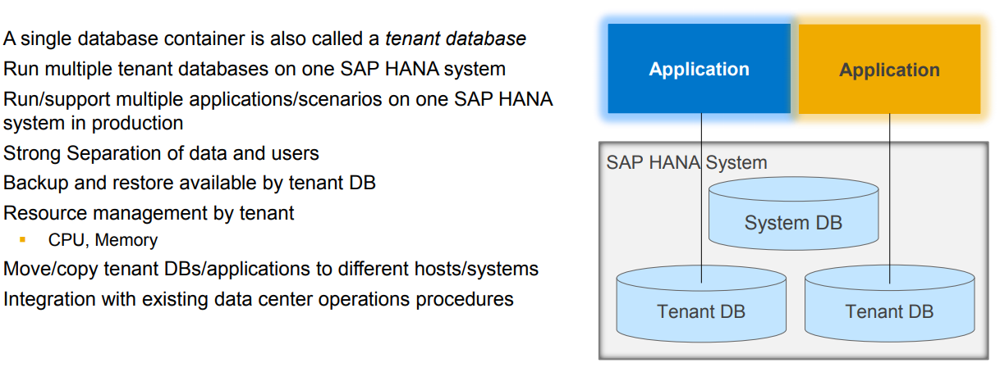 A single database container is also called a tenant database
Run multiple tenant databases on one SAP HANA system
Run/support multiple applications/scenarios on one SAP HANA
system in production
Strong Separation of data and users
Backup and restore available by tenant DB
Resource management by tenant
CPU, Memory
Move/copy tenant DBs/applications to different hosts/systems
Integration with existing data center operations procedures
Application
Application
SAP HANA System
System DB
Tenant DB
Tenant DB